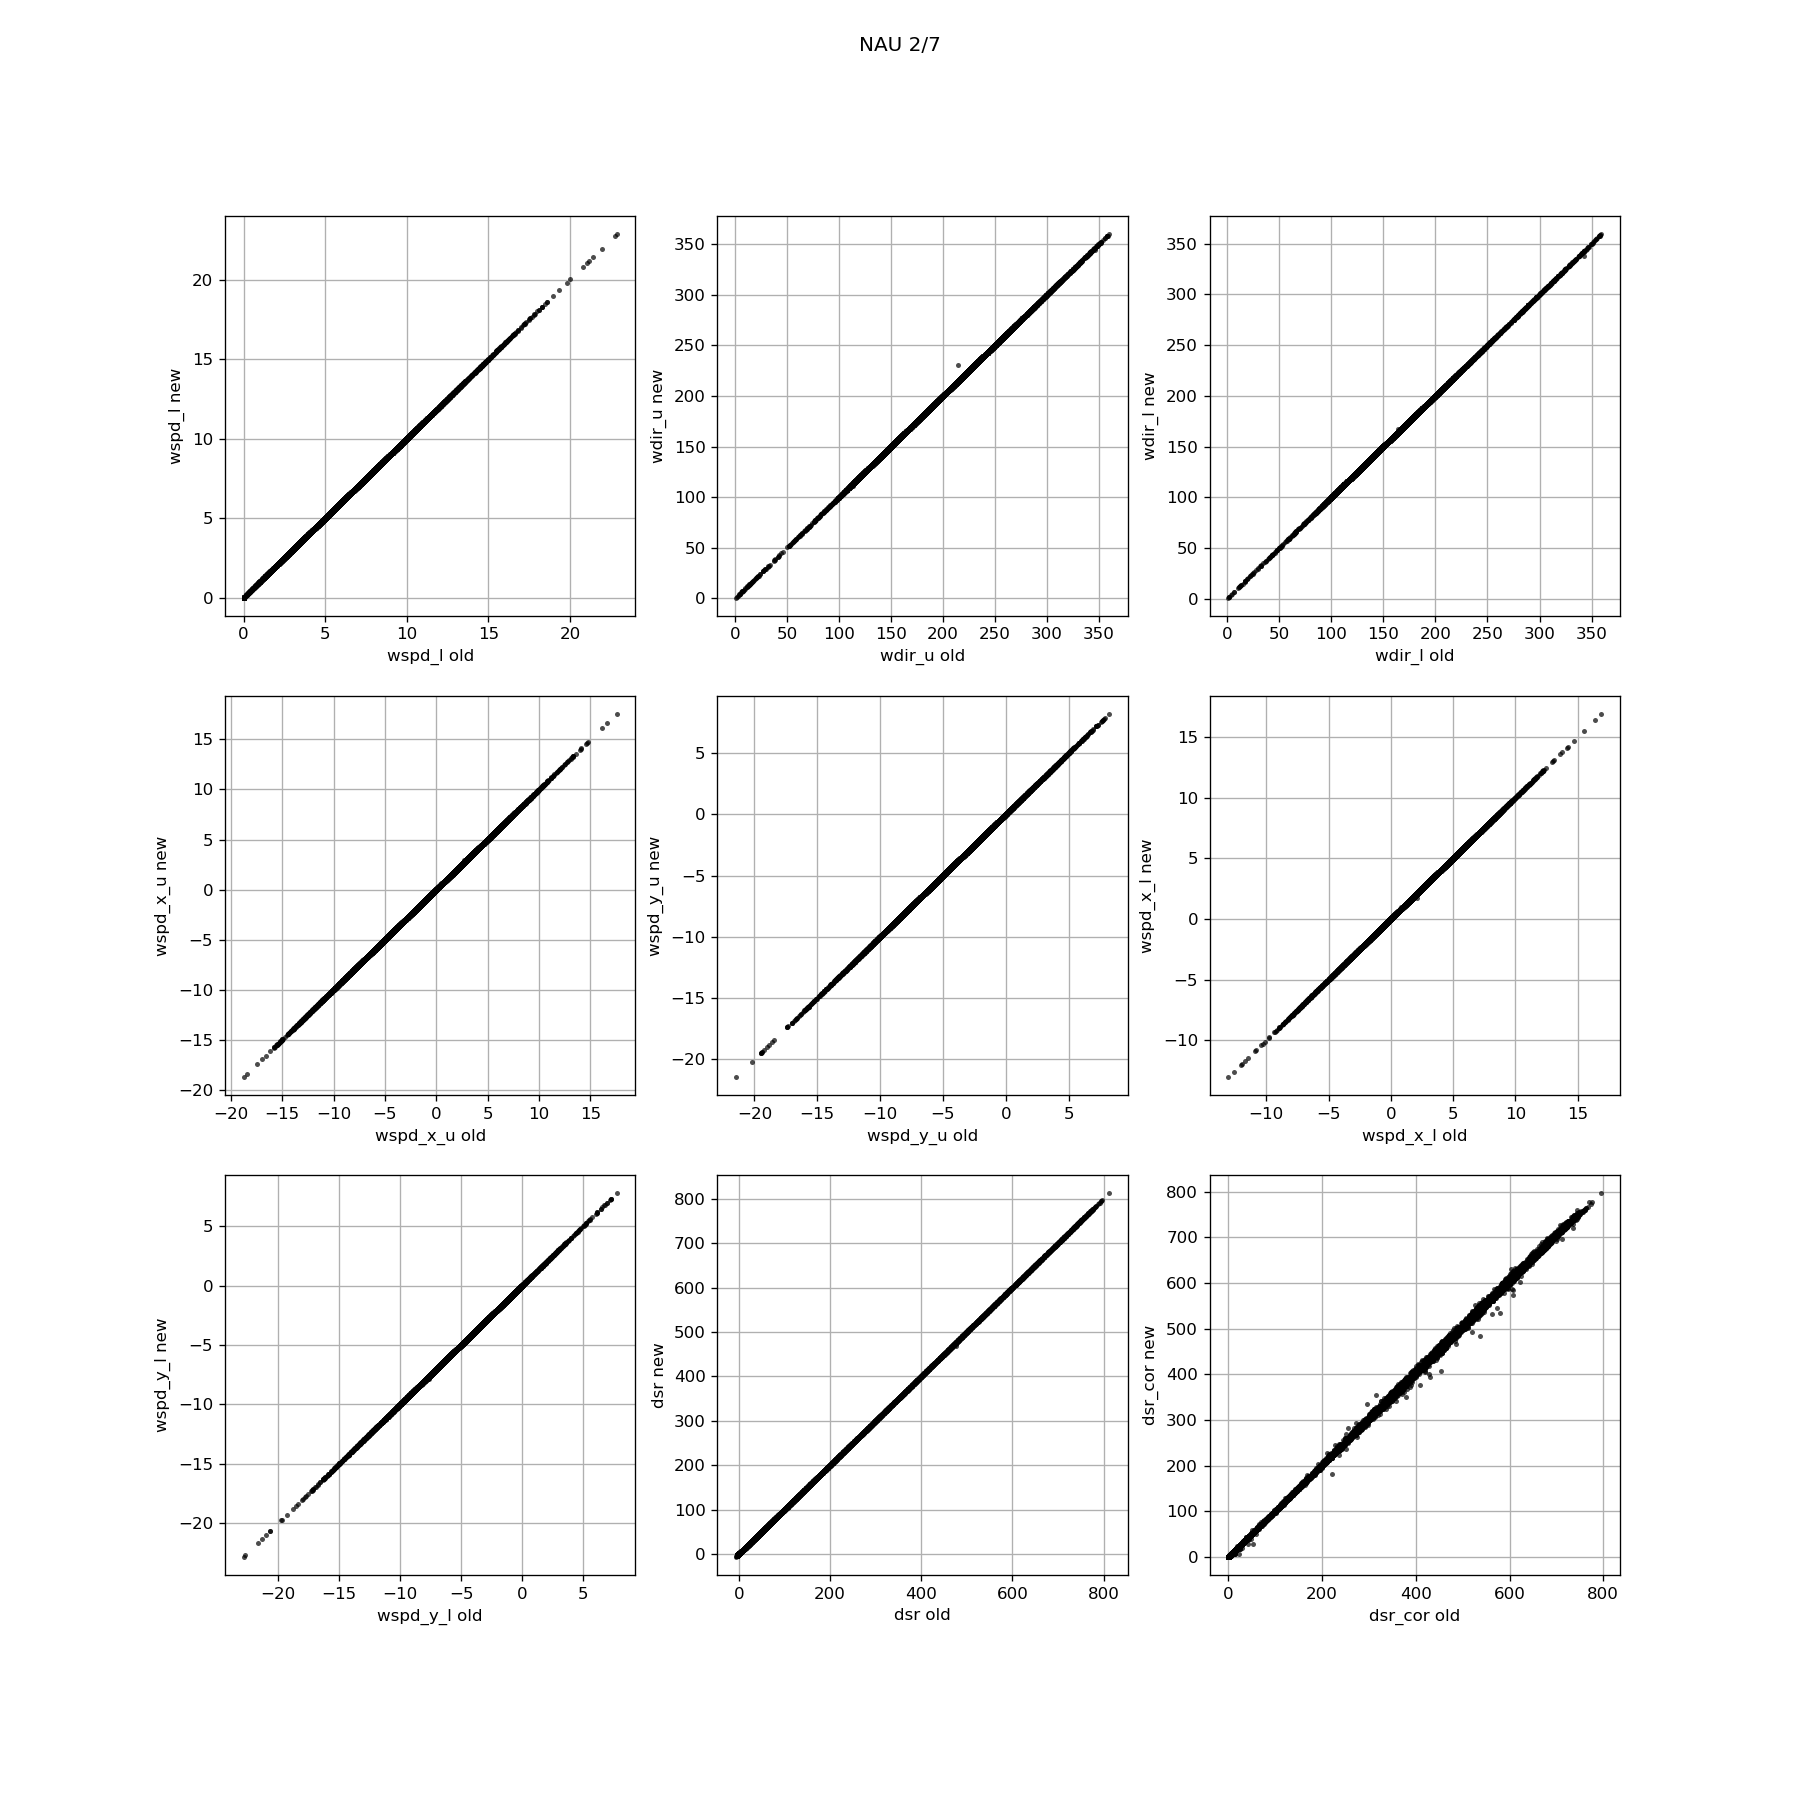 NAU 2/7
wspd_l new
20
15
10
5
0
0 5 10 15 20
wspd_l old
wdir_u new
350
300
250
200
150
100
50
0
0 50 100 150 200 250 300 350
wdir_u old
wdir_l new
350
300
250
200
150
100
50
0
0 50 100 150 200 250 300 350
wdir_l old
wspd_x_u new
15
10
5
0
−5
−10
−15
−20
−20 −15 −10 −5 0 5 10 15
wspd_x_u old
wspd_y_u new
5
0
−5
−10
−15
−20
−20 −15 −10 −5 0 5
wspd_y_u old
wspd_x_l new
15
10
5
0
−5
−10
−10 −5 0 5 10 15
wspd_x_l old
wspd_y_l new
5
0
−5
−10
−15
−20
−20 −15 −10 −5 0 5
wspd_y_l old
dsr new
800
700
600
500
400
300
200
100
0
0 200 400 600 800
dsr old
dsr_cor new
800
700
600
500
400
300
200
100
0
0 200 400 600 800
dsr_cor old